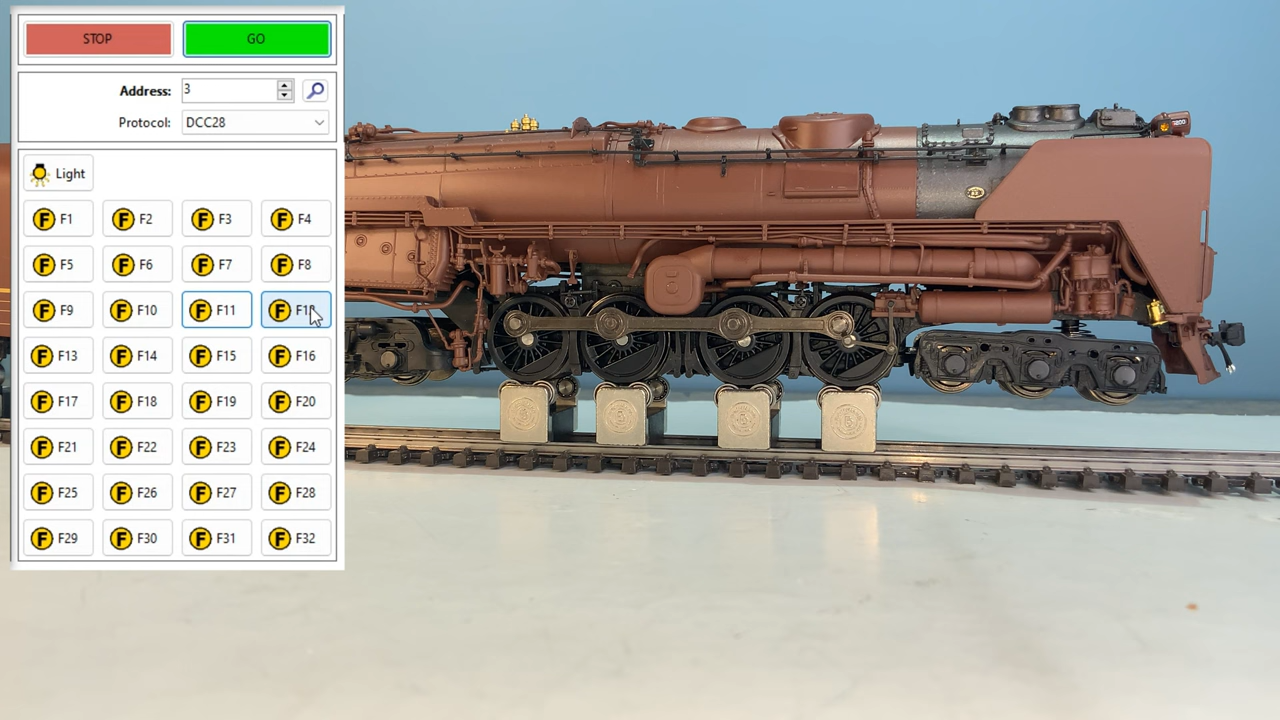 STOP GO
Address: 3
Protocol: DCC28
Light
F1 F2 F3 F4
F5 F6 F7 F8
F9 F10 F11
F13 F14 F15 F16
F17 F18 F19 F20
F21 F22 F23 F24
F25 F26 F27 F28
F29 F30 F31 F32